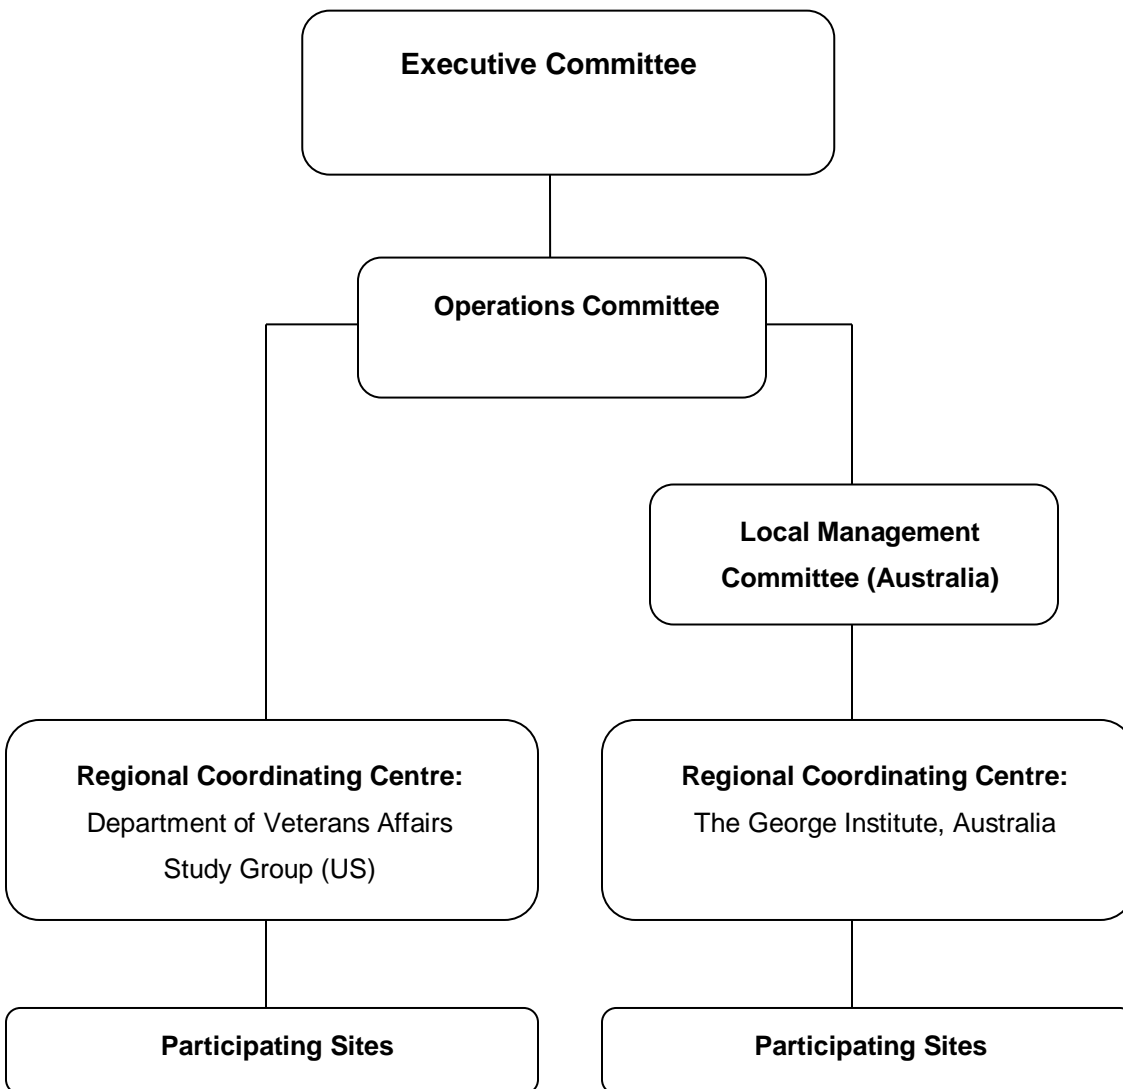 Executive Committee
Operations Committee
Local Management
Committee (Australia)
Regional Coordinating Centre:
Department of Veterans Affairs
Study Group (US)
Regional Coordinating Centre:
The George Institute, Australia
Participating Sites
Participating Sites